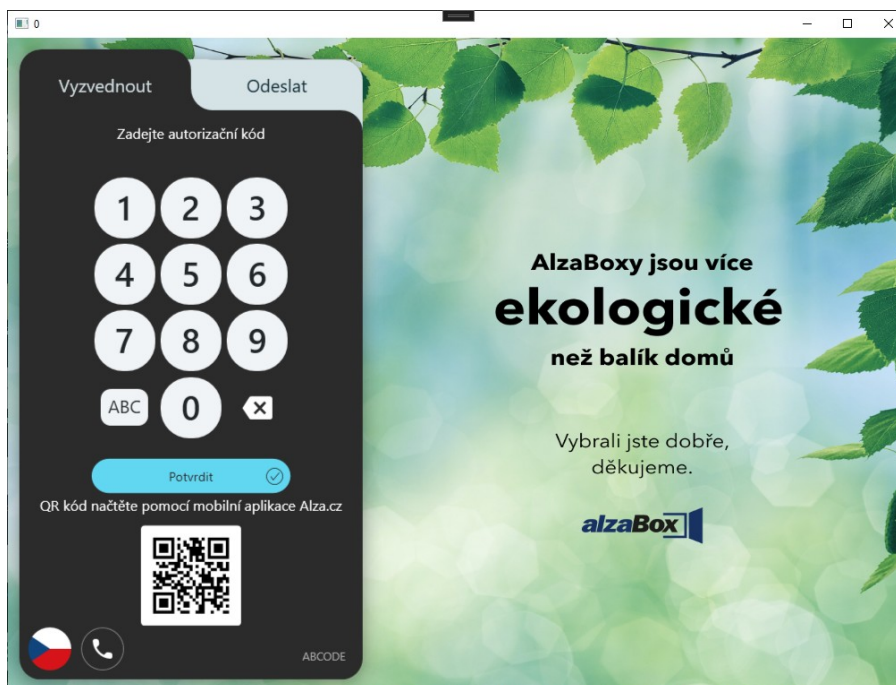 0
Vyzvednout
Odeslat
Zadejte autorizační kód
1 2 3
4 5 6
7 8 9
ABC 0
Potvrdit
QR kód načtěte pomocí mobilní aplikace Alza.cz
ABCODE
AlzaBoxy jsou více
ekologické
než balík domů
Vybrali jste dobře,
děkujeme.
alzaBox